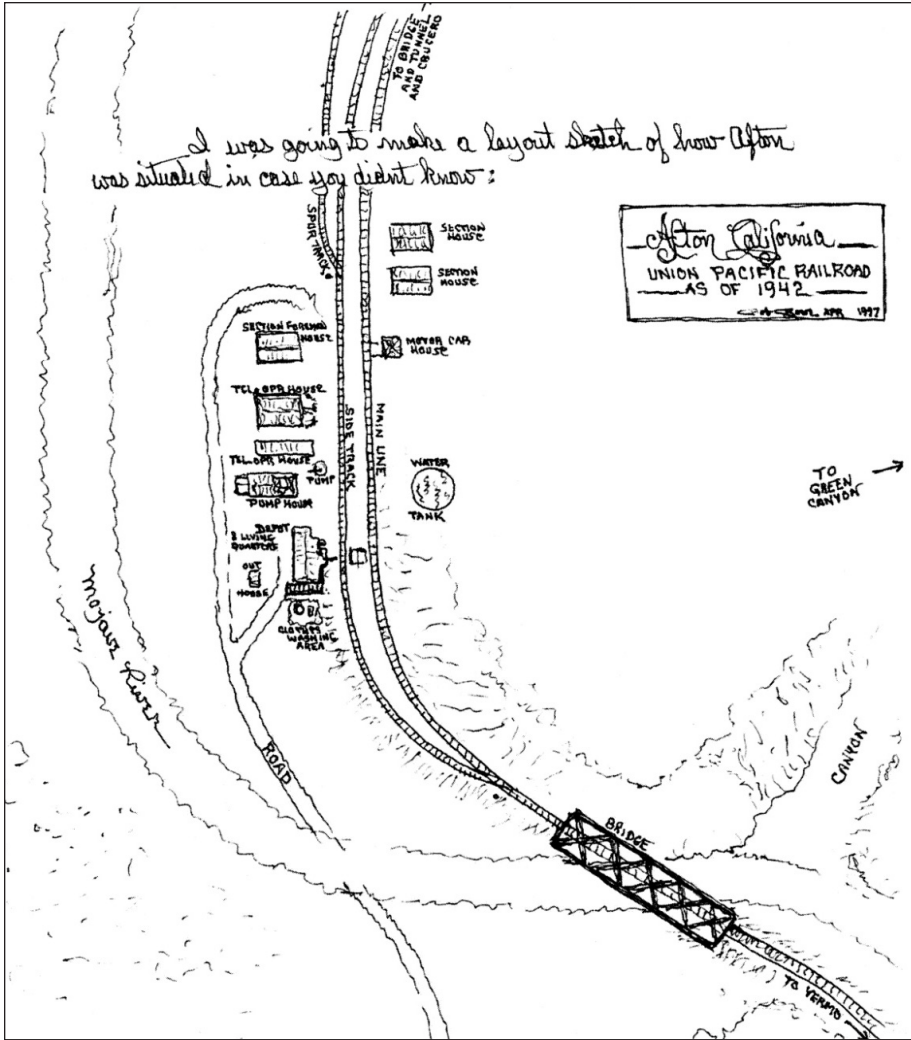 TO BRIDGE
AND TUNNEL
AND CRUCERO
I was going to make a layout sketch of how Afton
was situated in case you didnt know:
Afton California
UNION PACIFIC RAILROAD
AS OF 1942
APR 1997
SPUR TRACK
SECTION
HOUSE
SECTION
HOUSE
SECTION FOREMAN
HOUSE
MOTOR CAR
HOUSE
TEL. OPR HOUSE
SIDE TRACK
MAIN LINE
TEL. OPR HOUSE
PUMP
PUMP HOUSE
WATER
TANK
TO
GREEN
CANYON
DEPOT
& LIVING
QUARTERS
OUT
HOUSE
CLOTHES
WASHING
AREA
Mojave River
ROAD
CANYON
BRIDGE
TO YERMO